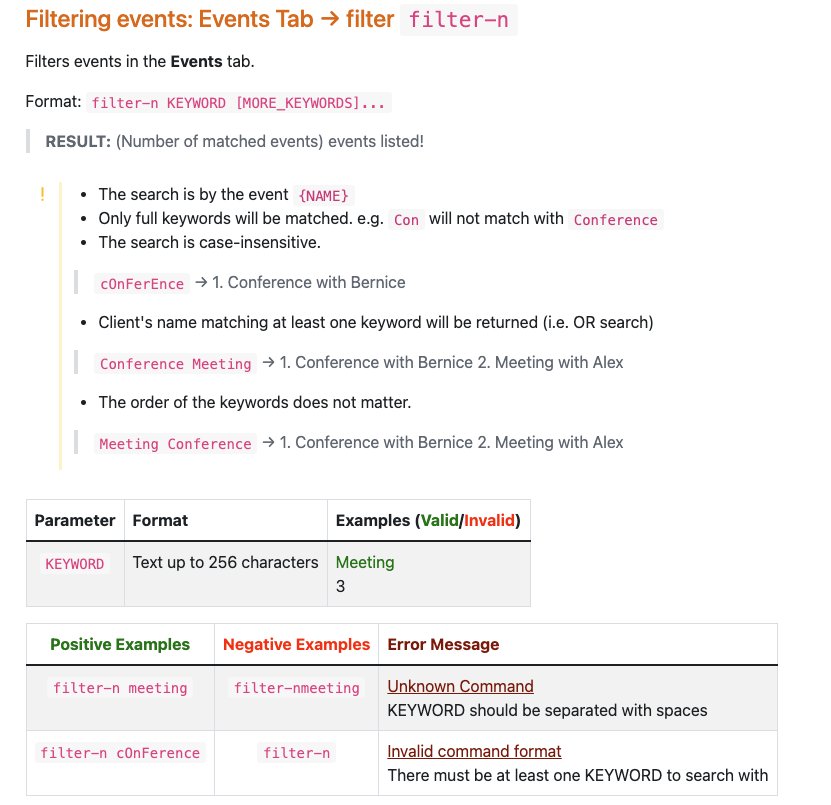 Filtering events: Events Tab → filter filter-n
Filters events in the Events tab.
Format: filter-n KEYWORD [MORE_KEYWORDS]...
RESULT: (Number of matched events) events listed!
!
• The search is by the event {NAME}
• Only full keywords will be matched. e.g. Con will not match with Conference
• The search is case-insensitive.
cOnFerEnce → 1. Conference with Bernice
• Client's name matching at least one keyword will be returned (i.e. OR search)
Conference Meeting → 1. Conference with Bernice 2. Meeting with Alex
• The order of the keywords does not matter.
Meeting Conference → 1. Conference with Bernice 2. Meeting with Alex
Parameter Format Examples (Valid/Invalid)
KEYWORD Text up to 256 characters Meeting
3
Positive Examples Negative Examples Error Message
filter-n meeting filter-nmeeting Unknown Command
KEYWORD should be separated with spaces
filter-n cOnFerence filter-n Invalid command format
There must be at least one KEYWORD to search with